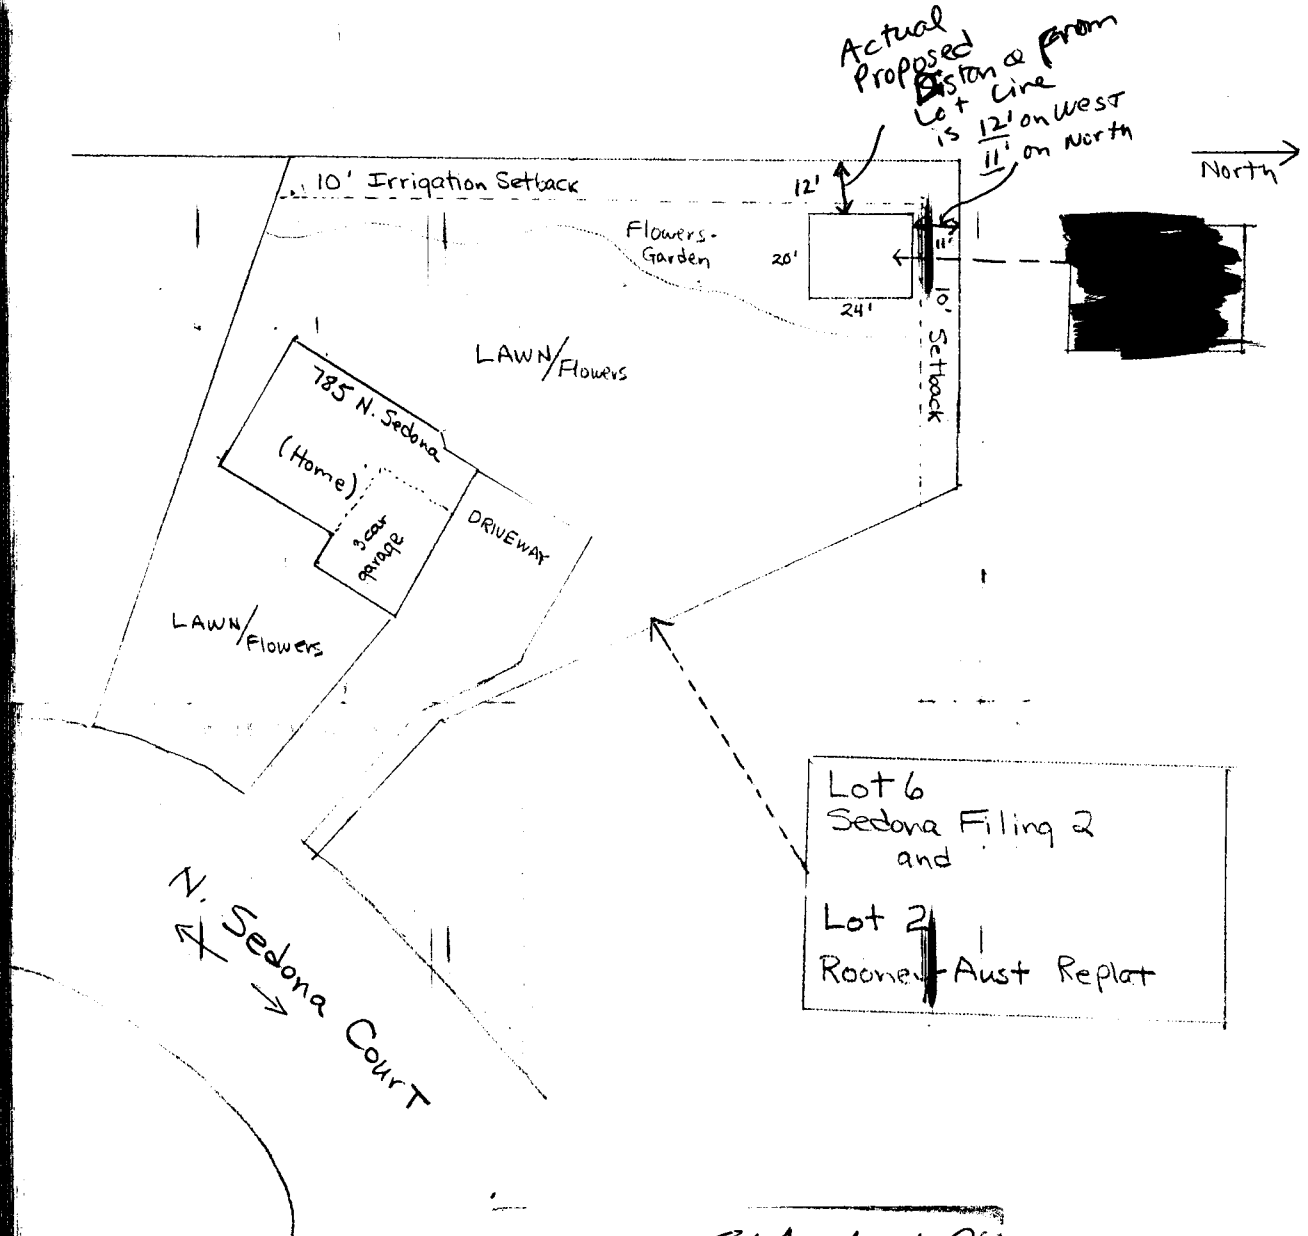 Actual
Proposed
Distance From
Lot Line
is 12' on West
11' on North
North
10' Irrigation Setback
12'
11'
Flowers-
Garden
20'
24'
10' Setback
LAWN/Flowers
785 N. Sedona
(Home)
3 car
garage
DRIVEWAY
LAWN/Flowers
Lot 6
Sedona Filing 2
and
Lot 2
Rooney-Aust Replat
N. Sedona Court